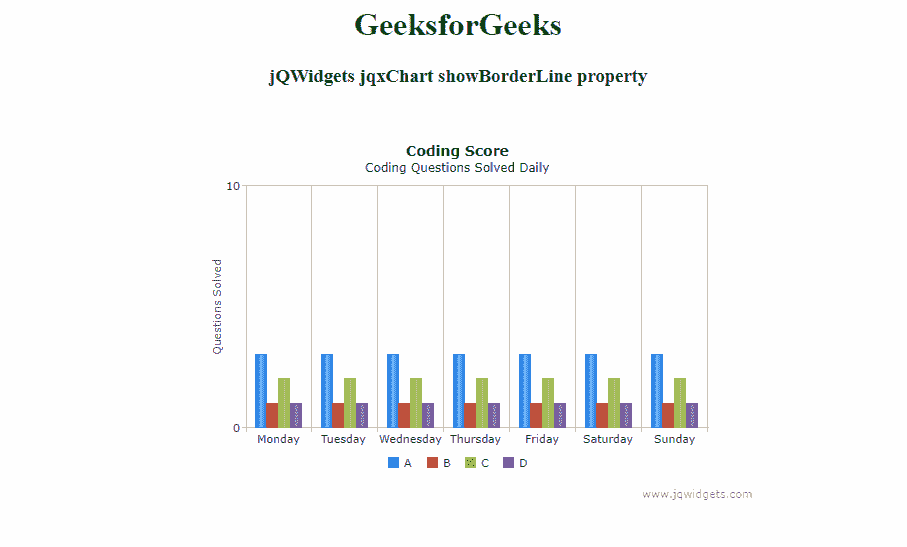 GeeksforGeeks
jQWidgets jqxChart showBorderLine property
Coding Score
Coding Questions Solved Daily
10
Questions Solved
0
Monday Tuesday Wednesday Thursday Friday Saturday Sunday
A B C D
www.jqwidgets.com